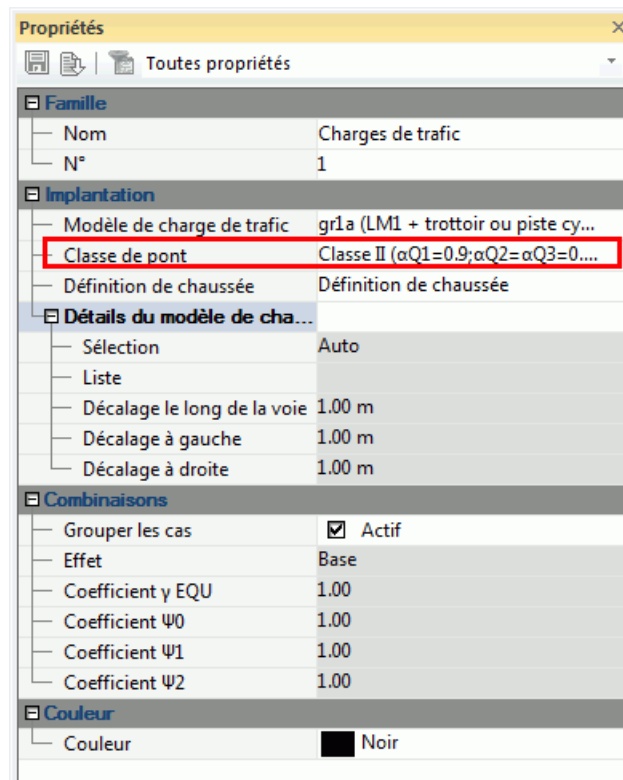 Propriétés
Toutes propriétés
Famille
Nom Charges de trafic
N° 1
Implantation
Modèle de charge de trafic gr1a (LM1 + trottoir ou piste cy...
Classe de pont Classe II (αQ1=0.9;αQ2=αQ3=0....
Définition de chaussée Définition de chaussée
Détails du modèle de cha...
Sélection Auto
Liste
Décalage le long de la voie 1.00 m
Décalage à gauche 1.00 m
Décalage à droite 1.00 m
Combinaisons
Grouper les cas Actif
Effet Base
Coefficient γ EQU 1.00
Coefficient Ψ0 1.00
Coefficient Ψ1 1.00
Coefficient Ψ2 1.00
Couleur
Couleur Noir